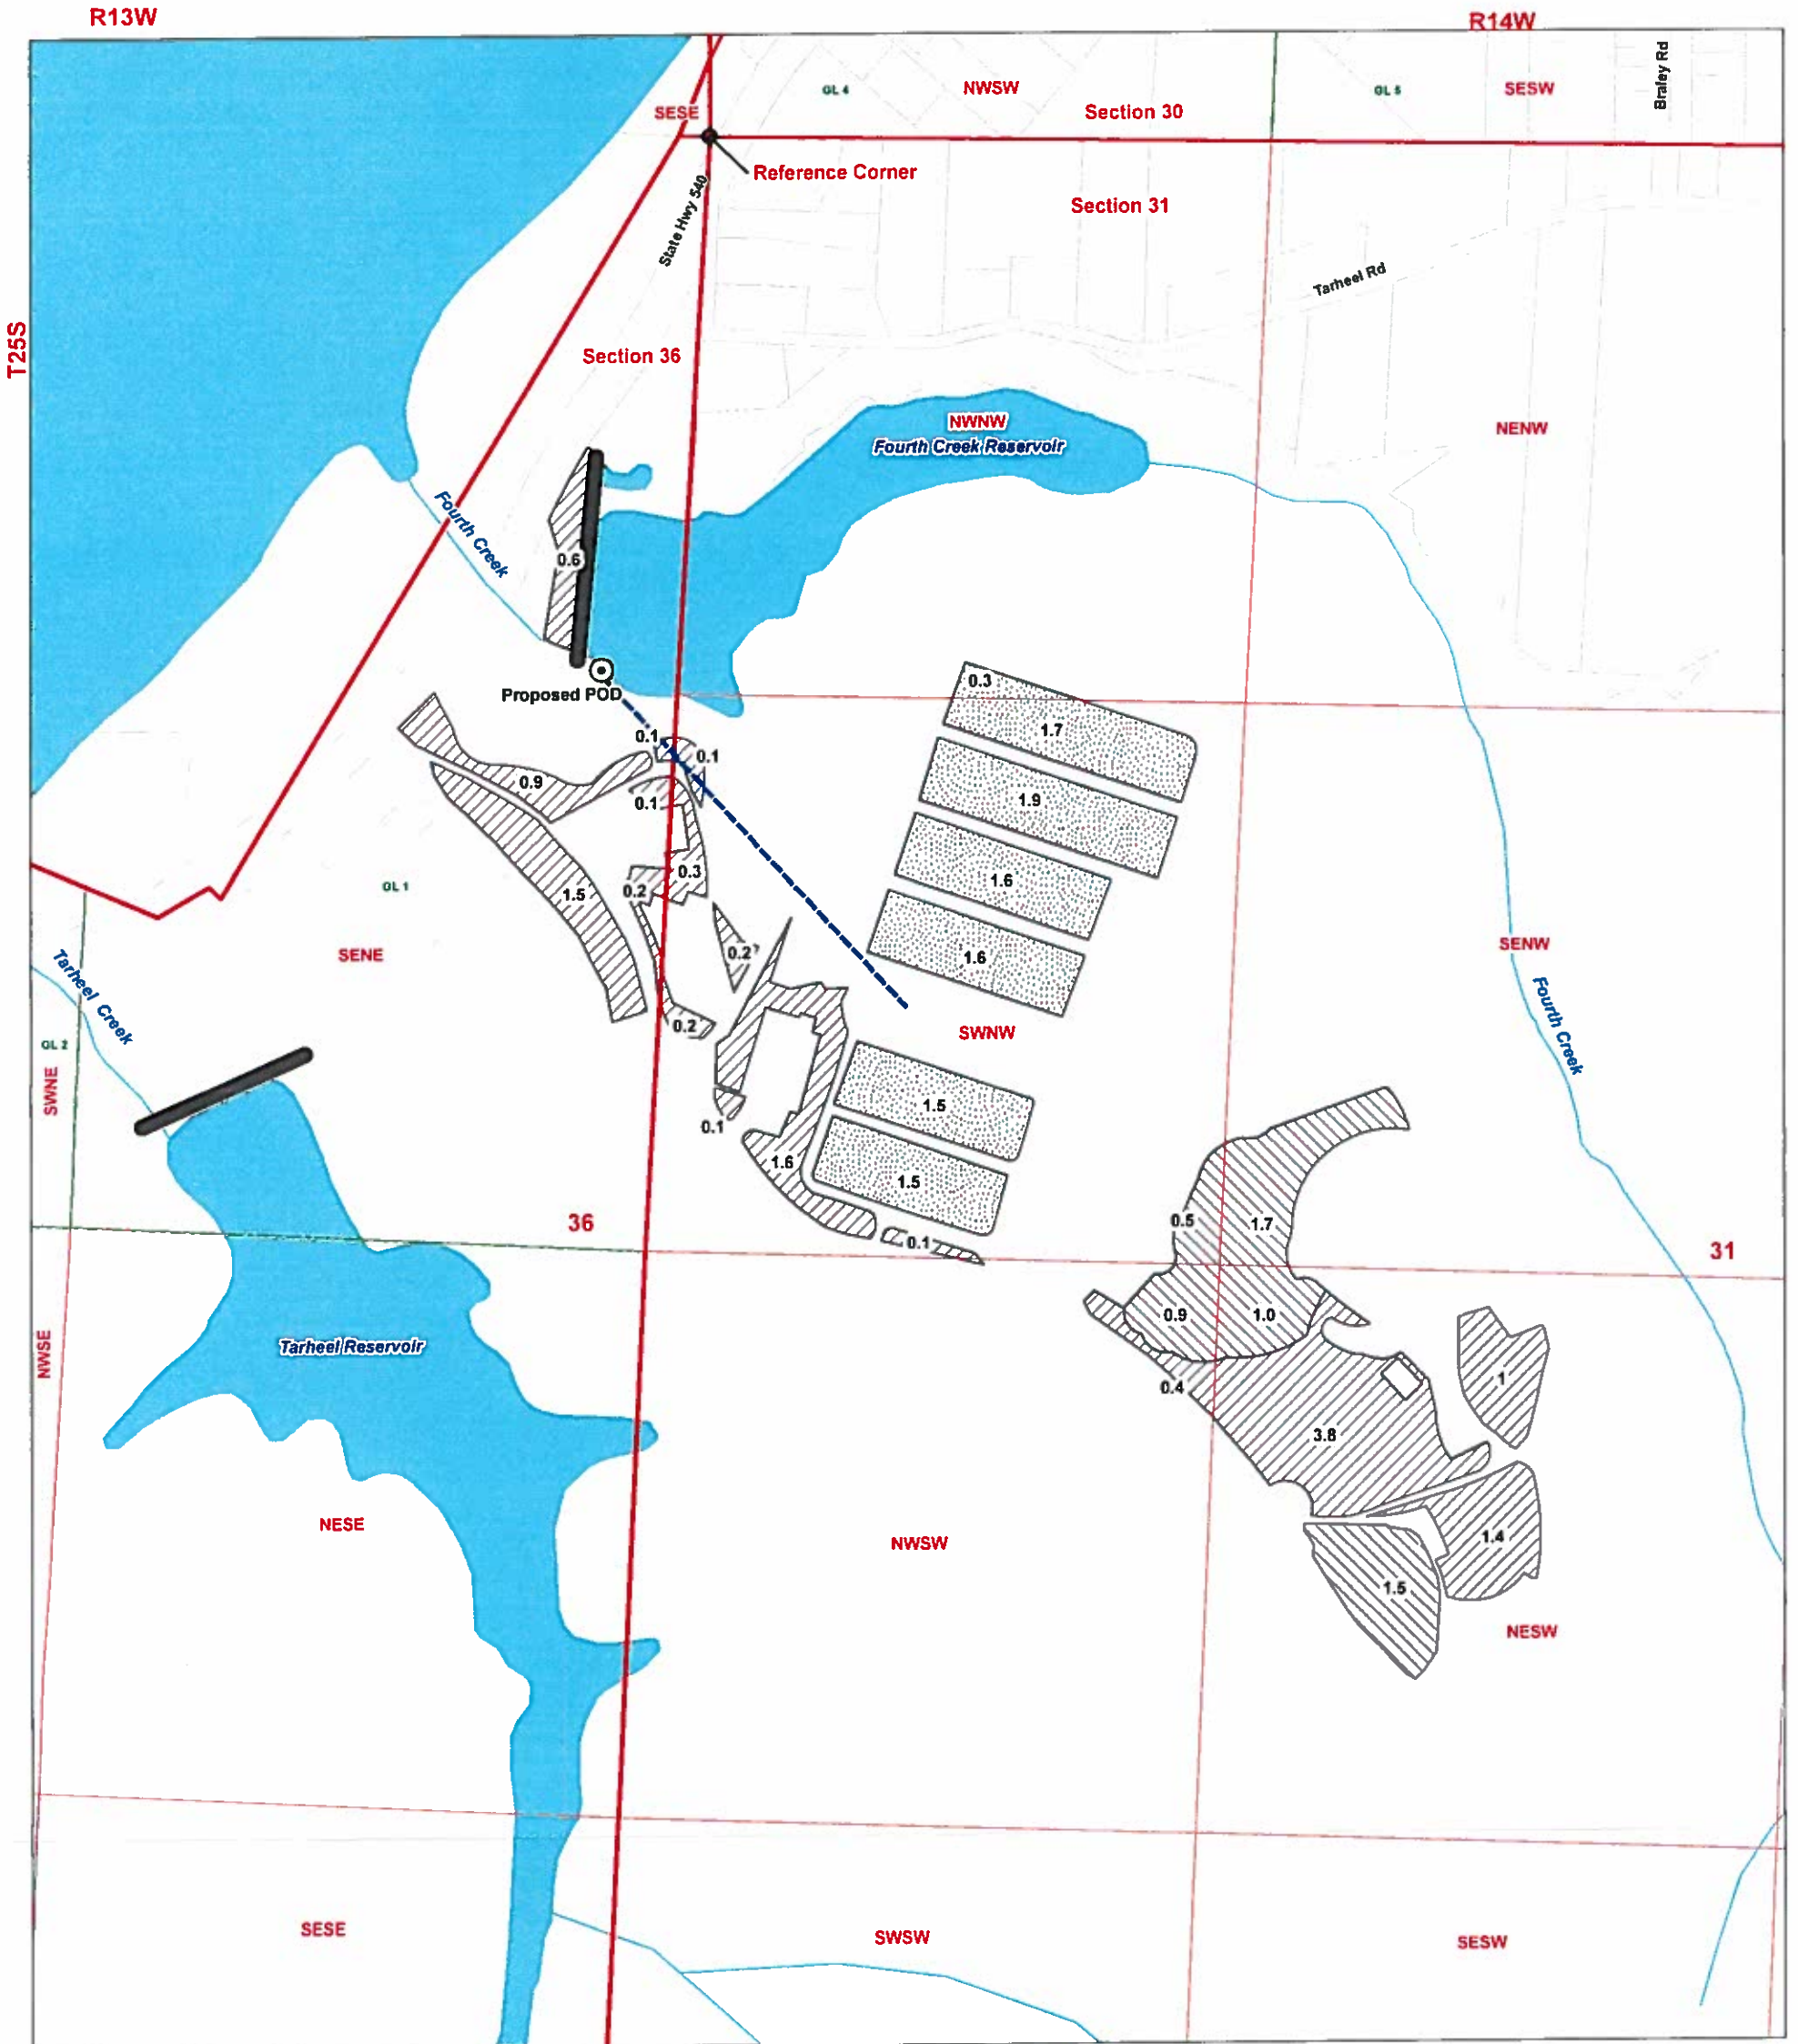 R13W
R14W
GL 4
NWSW
GL 5
SESW
Braley Rd
SESE
Section 30
Reference Corner
State Hwy 540
Section 31
T25S
Tarheel Rd
Section 36
NWNW
Fourth Creek Reservoir
NENW
Fourth Creek
0.6
Proposed POD
0.3
1.7
0.1
0.1
0.9
0.1
1.9
1.6
0.3
0.2
1.5
GL 1
SENE
0.2
1.6
SENW
Tarheel Creek
Fourth Creek
0.2
SWNW
GL 2
SWNE
1.5
0.1
1.6
1.5
0.1
36
0.5
1.7
31
0.9
1.0
NWSE
Tarheel Reservoir
0.4
1
3.8
NESE
NWSW
1.4
1.5
NESW
SESE
SWSW
SESW